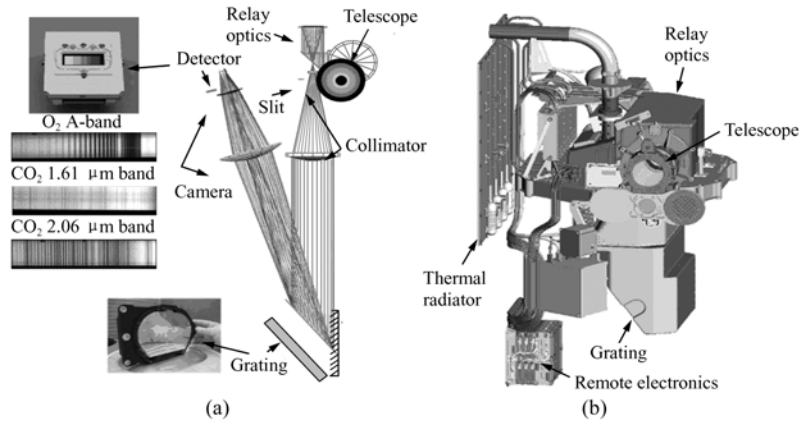 (a)
Relay
optics
Telescope
Detector
Slit
O₂ A-band
Collimator
CO₂ 1.61 μm band
Camera
CO₂ 2.06 μm band
Grating
(a)
Relay
optics
Telescope
Thermal
radiator
Grating
Remote electronics
(b)